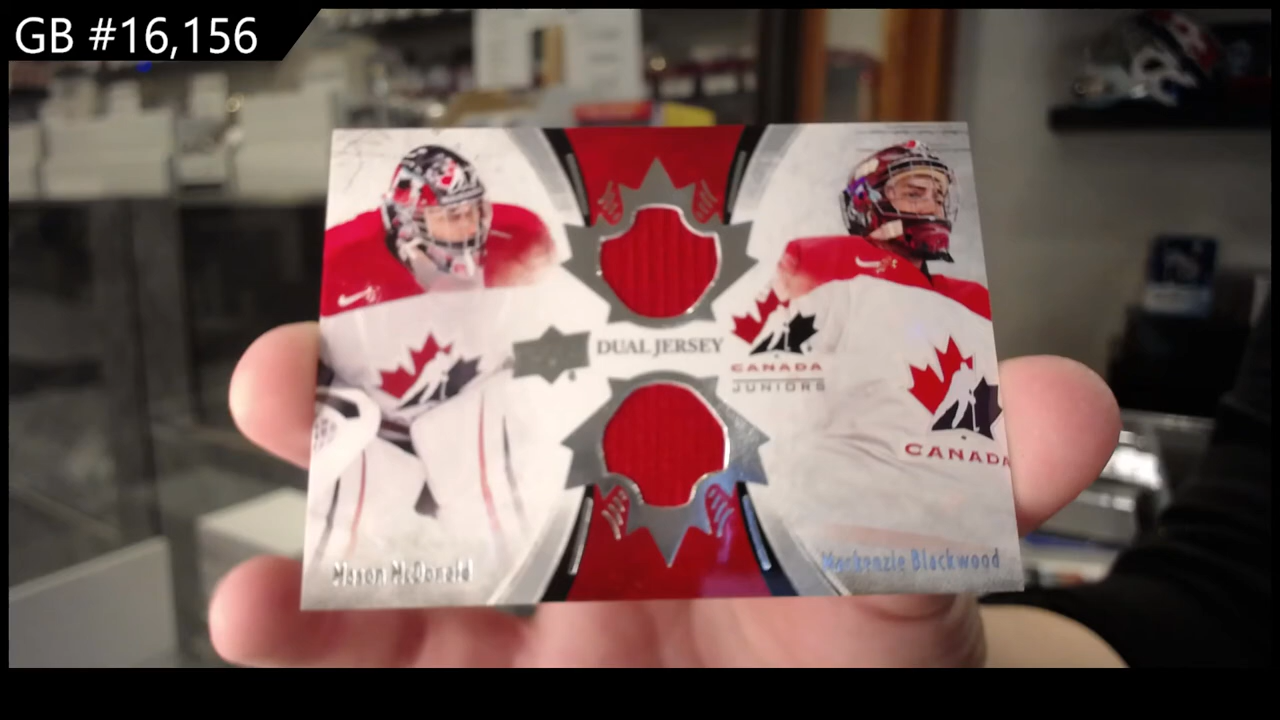 GB #16,156
DUAL JERSEY
CANADA
JUNIORS
CANADA
Mason McDonald
Mackenzie Blackwood